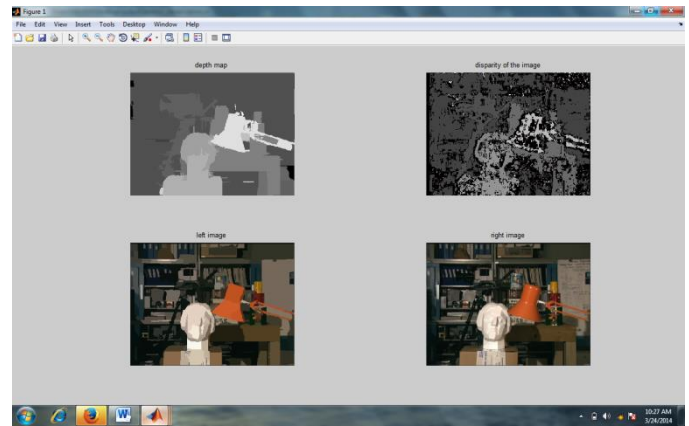 Figure 1
File Edit View Insert Tools Desktop Window Help
depth map
disparity of the image
left image
right image
10:27 AM
3/24/2014